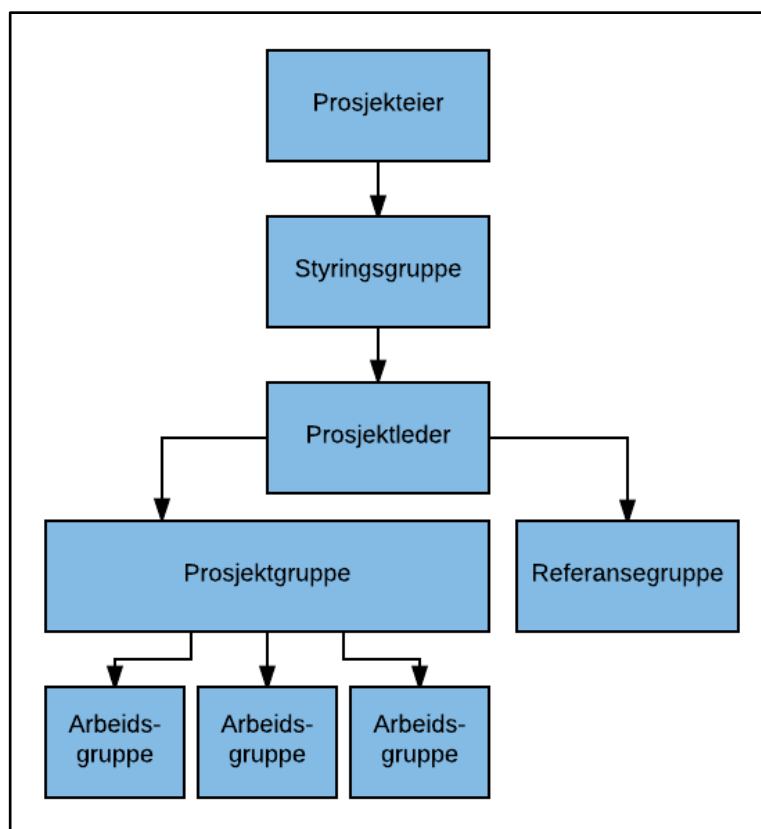 Prosjekteier
Styringsgruppe
Prosjektleder
Prosjektgruppe
Referansegruppe
Arbeids-
gruppe
Arbeids-
gruppe
Arbeids-
gruppe